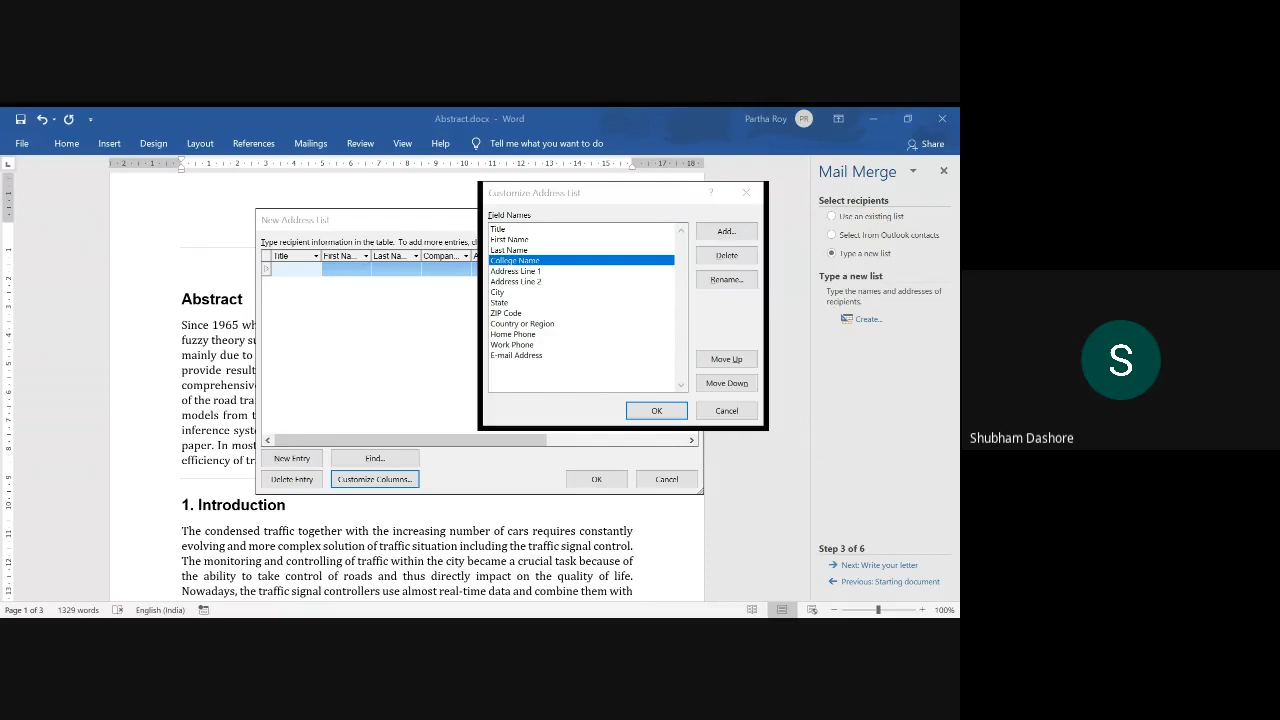 Abstract.docx - Word
Partha Roy
PR
File
Home
Insert
Design
Layout
References
Mailings
Review
View
Help
Tell me what you want to do
Share
Mail Merge
Select recipients
Use an existing list
Select from Outlook contacts
Type a new list
Type a new list
Type the names and addresses of
recipients.
Create...
Step 3 of 6
Next: Write your letter
Previous: Starting document
Customize Address List
Field Names
Title
First Name
Last Name
College Name
Address Line 1
Address Line 2
City
State
ZIP Code
Country or Region
Home Phone
Work Phone
E-mail Address
Add...
Delete
Rename...
Move Up
Move Down
OK
Cancel
New Address List
Type recipient information in the table. To add more entries,
Title
First Na...
Last Na...
Compan...
New Entry
Find...
Delete Entry
Customize Columns...
OK
Cancel
Abstract
Since 1965
fuzzy theory
mainly due to
provide
comprehensive
of the road
models from
inference
paper. In most
efficiency of
1. Introduction
The condensed traffic together with the increasing number of cars requires constantly
evolving and more complex solution of traffic situation including the traffic signal control.
The monitoring and controlling of traffic within the city became a crucial task because of
the ability to take control of roads and thus directly impact on the quality of life.
Nowadays, the traffic signal controllers use almost real-time data and combine them with
Page 1 of 3
1329 words
English (India)
100%
S
Shubham Dashore